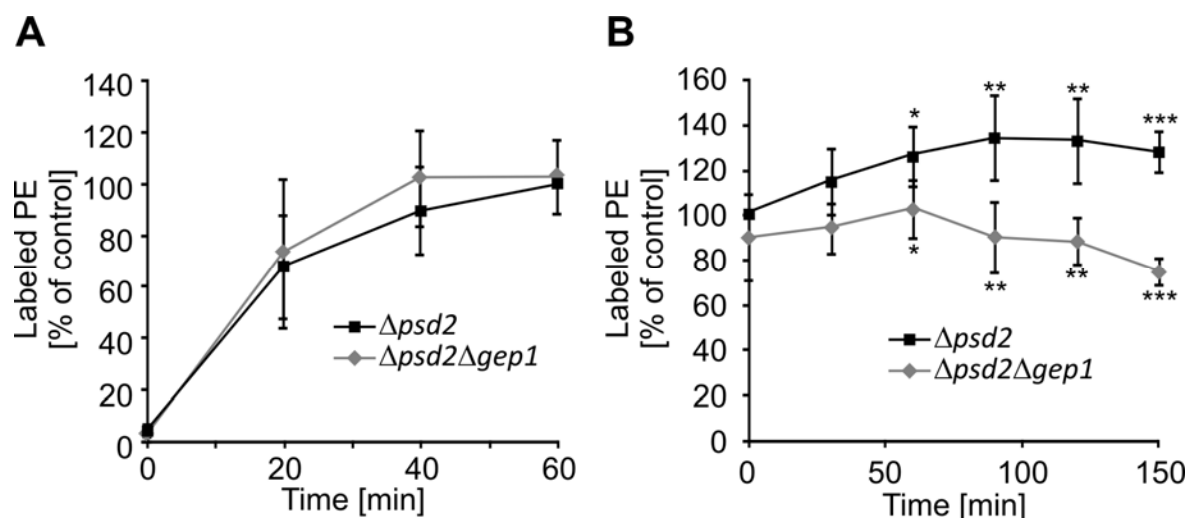 A
140
120
100
80
60
40
20
0
Labeled PE
[% of control]
Δpsd2
Δpsd2Δgep1
0 20 40 60
Time [min]
B
160
140
120
100
80
60
40
20
0
Labeled PE
[% of control]
* ** ** ***
* ** ** ***
Δpsd2
Δpsd2Δgep1
0 50 100 150
Time [min]